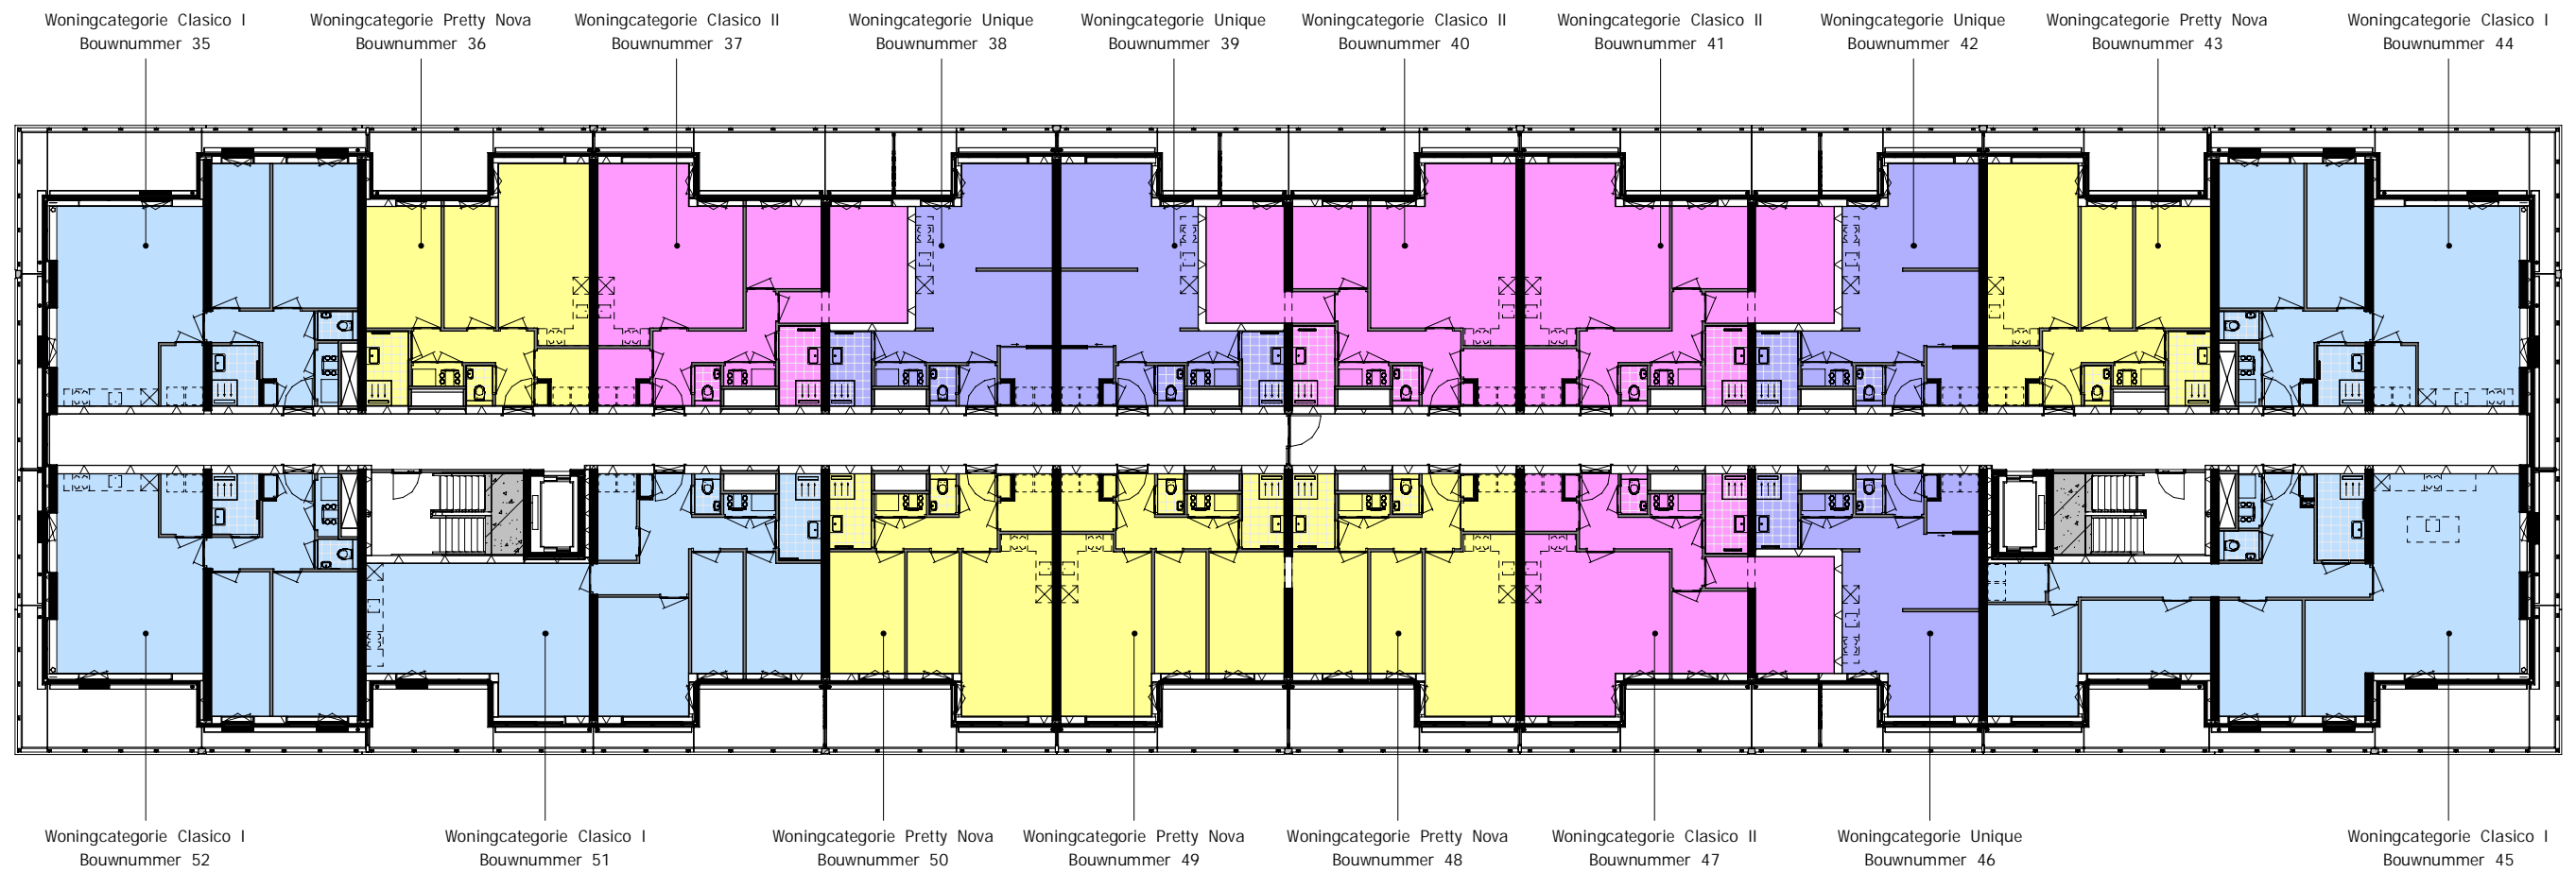 Woningcategorie Clasico I
Bouwnummer 35
Woningcategorie Pretty Nova
Bouwnummer 36
Woningcategorie Clasico II
Bouwnummer 37
Woningcategorie Unique
Bouwnummer 38
Woningcategorie Unique
Bouwnummer 39
Woningcategorie Clasico II
Bouwnummer 40
Woningcategorie Clasico II
Bouwnummer 41
Woningcategorie Unique
Bouwnummer 42
Woningcategorie Pretty Nova
Bouwnummer 43
Woningcategorie Clasico I
Bouwnummer 44
Woningcategorie Clasico I
Bouwnummer 52
Woningcategorie Clasico I
Bouwnummer 51
Woningcategorie Pretty Nova
Bouwnummer 50
Woningcategorie Pretty Nova
Bouwnummer 49
Woningcategorie Pretty Nova
Bouwnummer 48
Woningcategorie Clasico II
Bouwnummer 47
Woningcategorie Unique
Bouwnummer 46
Woningcategorie Clasico I
Bouwnummer 45